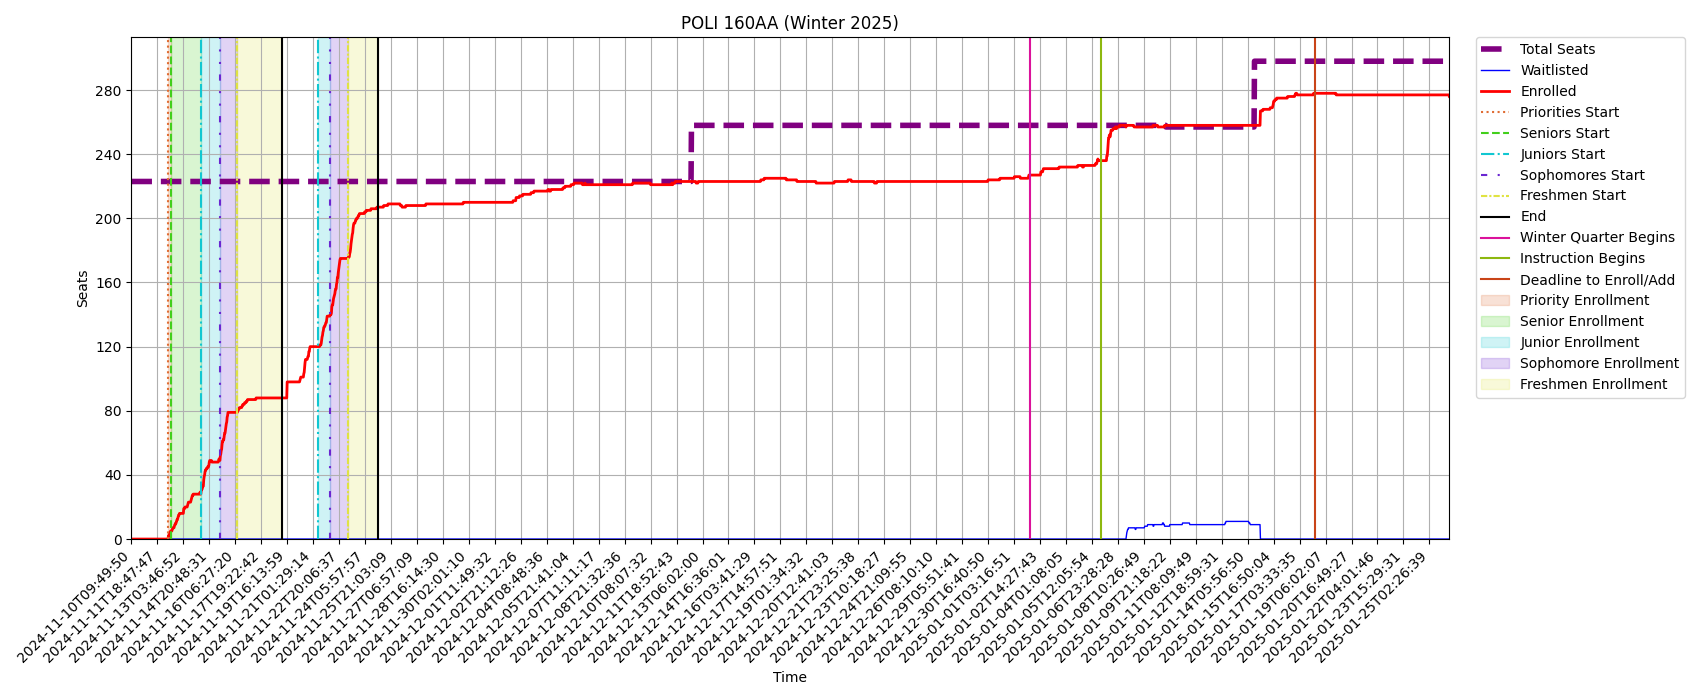 POLI 160AA (Winter 2025)
Seats
280
240
200
160
120
80
40
0
2024-11-10T09:49:50
2024-11-11T18:47:47
2024-11-13T03:46:52
2024-11-14T20:48:31
2024-11-16T06:27:20
2024-11-17T19:22:42
2024-11-19T16:13:59
2024-11-21T01:29:14
2024-11-22T20:06:37
2024-11-24T05:57:57
2024-11-25T21:03:09
2024-11-27T06:57:09
2024-11-28T16:14:30
2024-11-30T02:01:10
2024-12-01T11:49:32
2024-12-02T21:12:26
2024-12-04T08:48:36
2024-12-05T21:41:04
2024-12-07T11:11:17
2024-12-08T21:32:36
2024-12-10T08:07:32
2024-12-11T18:52:43
2024-12-13T06:02:00
2024-12-14T16:36:01
2024-12-16T03:41:29
2024-12-17T14:57:51
2024-12-19T01:34:32
2024-12-20T12:41:03
2024-12-21T23:25:38
2024-12-23T10:18:27
2024-12-24T21:09:55
2024-12-26T08:10:10
2024-12-29T05:51:41
2024-12-30T16:40:50
2025-01-01T03:16:51
2025-01-02T14:27:43
2025-01-04T01:08:05
2025-01-05T12:05:54
2025-01-06T23:28:28
2025-01-08T10:26:49
2025-01-09T21:18:22
2025-01-11T08:09:49
2025-01-12T18:59:31
2025-01-14T05:56:50
2025-01-15T16:50:04
2025-01-17T03:33:35
2025-01-19T06:02:07
2025-01-20T16:49:27
2025-01-22T04:01:46
2025-01-23T15:29:31
2025-01-25T02:26:39
Time
Total Seats
Waitlisted
Enrolled
Priorities Start
Seniors Start
Juniors Start
Sophomores Start
Freshmen Start
End
Winter Quarter Begins
Instruction Begins
Deadline to Enroll/Add
Priority Enrollment
Senior Enrollment
Junior Enrollment
Sophomore Enrollment
Freshmen Enrollment